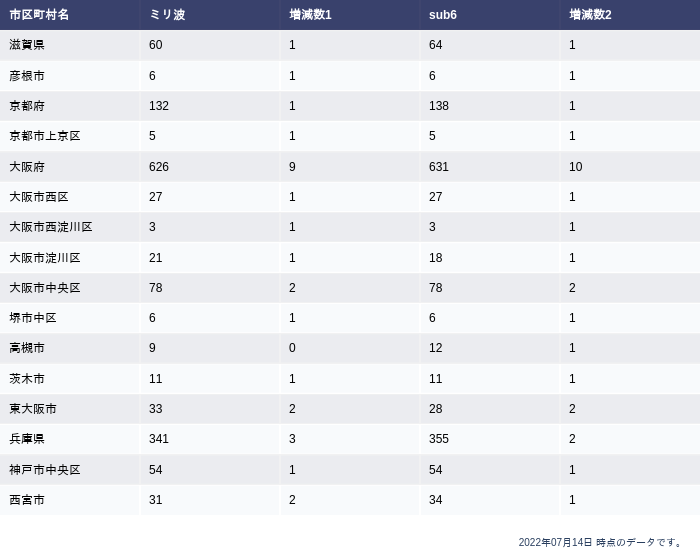 市区町村名 ミリ波 増減数1 sub6 増減数2
滋賀県 60 1 64 1
彦根市 6 1 6 1
京都府 132 1 138 1
京都市上京区 5 1 5 1
大阪府 626 9 631 10
大阪市西区 27 1 27 1
大阪市西淀川区 3 1 3 1
大阪市淀川区 21 1 18 1
大阪市中央区 78 2 78 2
堺市中区 6 1 6 1
高槻市 9 0 12 1
茨木市 11 1 11 1
東大阪市 33 2 28 2
兵庫県 341 3 355 2
神戸市中央区 54 1 54 1
西宮市 31 2 34 1
2022年07月14日 時点のデータです。